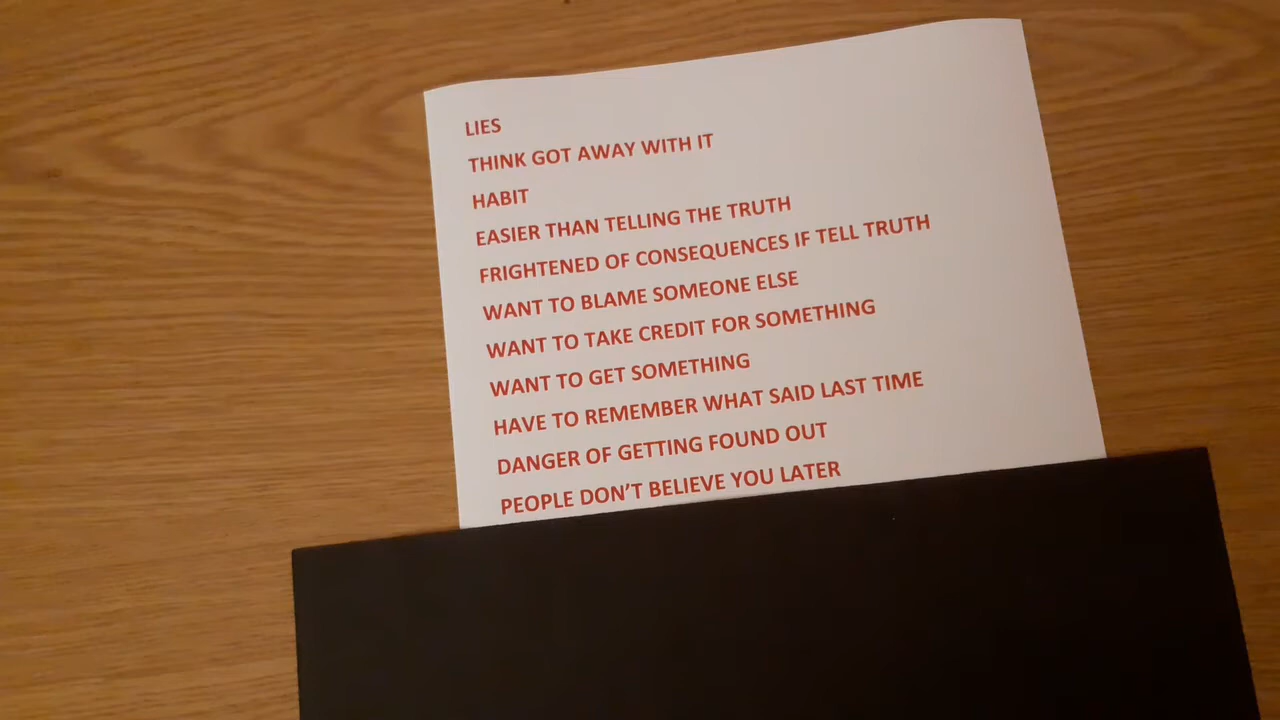 LIES
THINK GOT AWAY WITH IT
HABIT
EASIER THAN TELLING THE TRUTH
FRIGHTENED OF CONSEQUENCES IF TELL TRUTH
WANT TO BLAME SOMEONE ELSE
WANT TO TAKE CREDIT FOR SOMETHING
WANT TO GET SOMETHING
HAVE TO REMEMBER WHAT SAID LAST TIME
DANGER OF GETTING FOUND OUT
PEOPLE DON’T BELIEVE YOU LATER